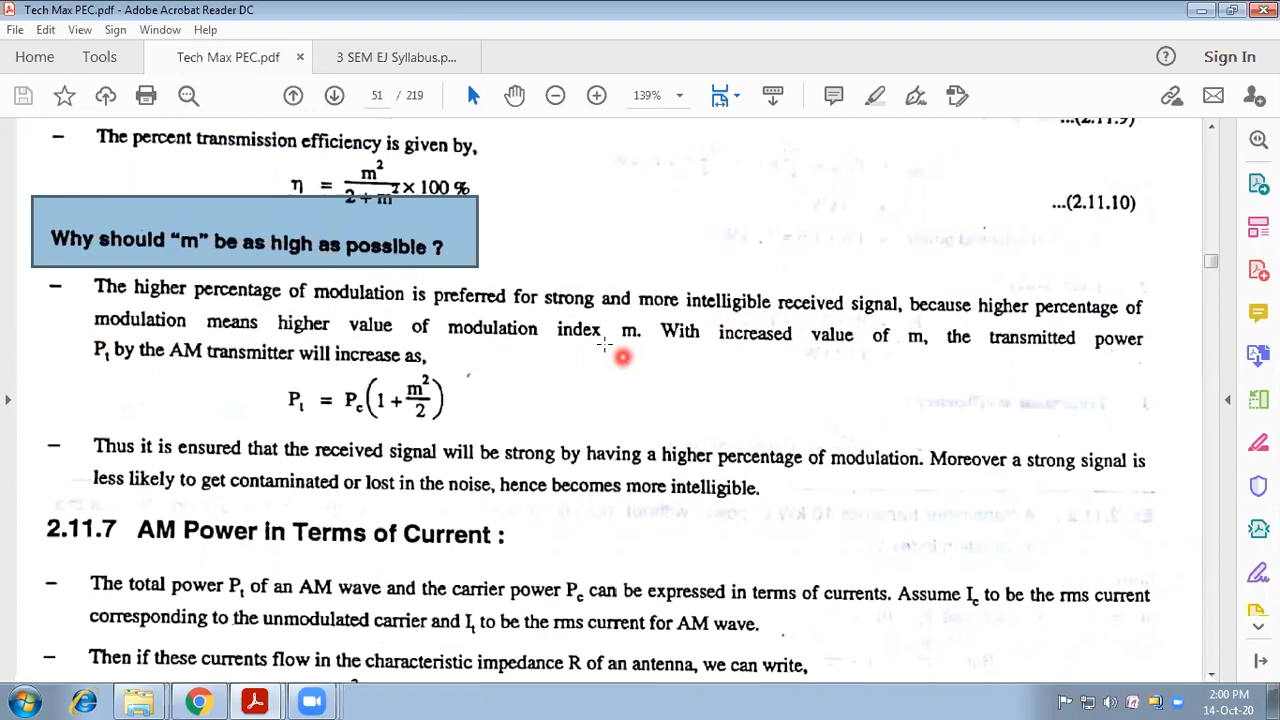 Tech Max PEC.pdf - Adobe Acrobat Reader DC
File Edit View Sign Window Help
Home Tools Tech Max PEC.pdf × 3 SEM EJ Syllabus.p... Sign In
51 / 219 139%
...(2.11.9)
– The percent transmission efficiency is given by,
η = m² / 2 + m² × 100 %
...(2.11.10)
Why should “m” be as high as possible ?
– The higher percentage of modulation is preferred for strong and more intelligible received signal, because higher percentage of
modulation means higher value of modulation index m. With increased value of m, the transmitted power
Pt by the AM transmitter will increase as,
Pt = Pc(1 + m²/2)
– Thus it is ensured that the received signal will be strong by having a higher percentage of modulation. Moreover a strong signal is
less likely to get contaminated or lost in the noise, hence becomes more intelligible.
2.11.7 AM Power in Terms of Current :
– The total power Pt of an AM wave and the carrier power Pc can be expressed in terms of currents. Assume Ic to be the rms current
corresponding to the unmodulated carrier and It to be the rms current for AM wave.
– Then if these currents flow in the characteristic impedance R of an antenna, we can write,
2:00 PM
14-Oct-20